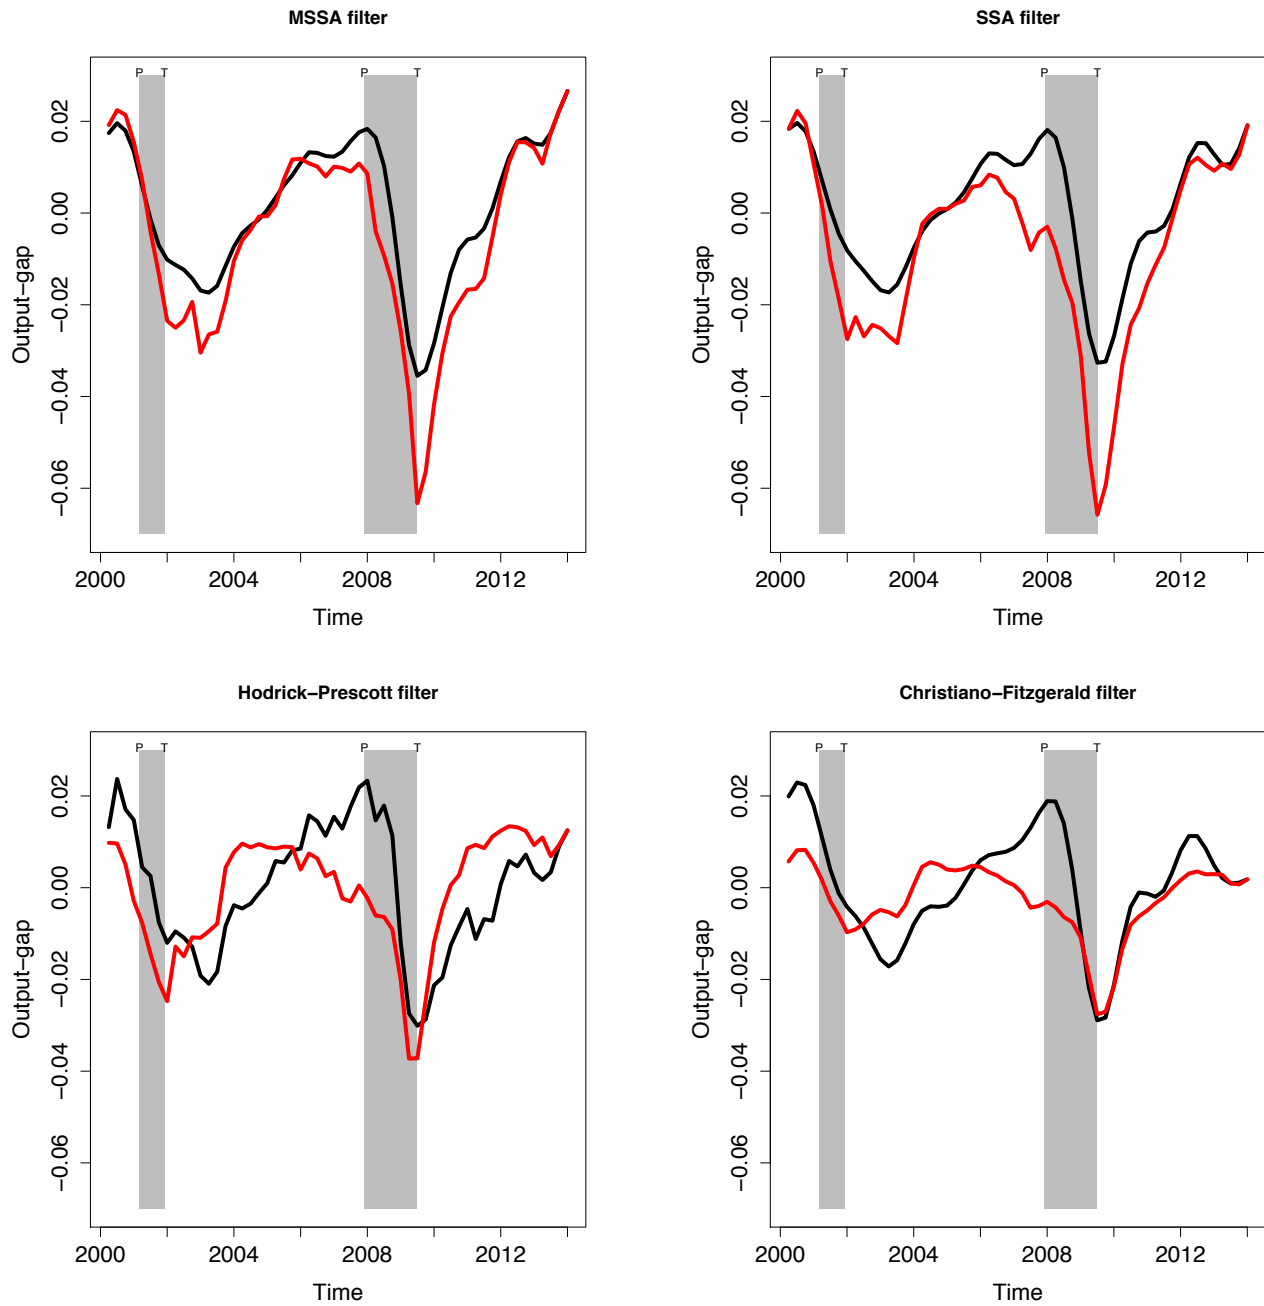 MSSA filter
P T P T
0.02
0.00
−0.02
−0.04
−0.06
Output−gap
2000 2004 2008 2012
Time
SSA filter
P T P T
0.02
0.00
−0.02
−0.04
−0.06
Output−gap
2000 2004 2008 2012
Time
Hodrick−Prescott filter
P T P T
0.02
0.00
−0.02
−0.04
−0.06
Output−gap
2000 2004 2008 2012
Time
Christiano−Fitzgerald filter
P T P T
0.02
0.00
−0.02
−0.04
−0.06
Output−gap
2000 2004 2008 2012
Time